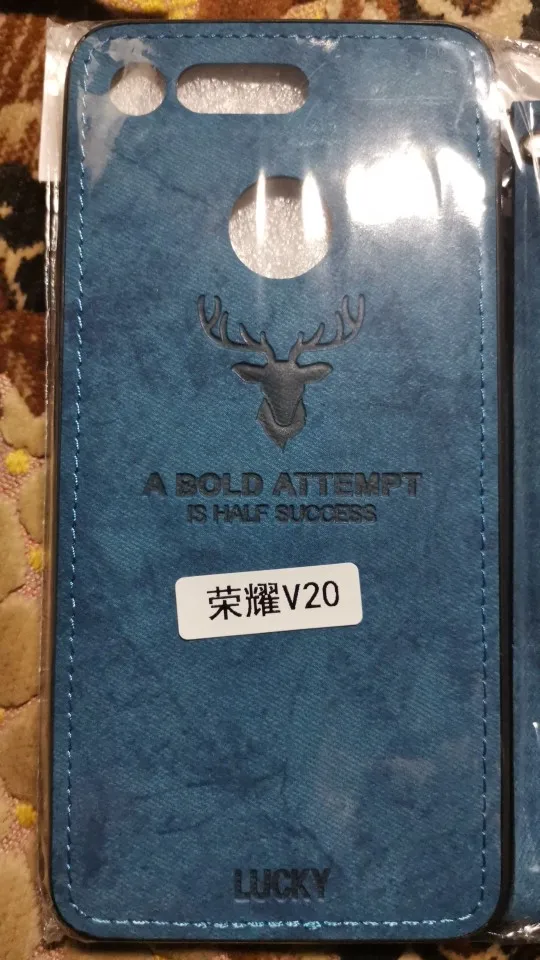 A BOLD ATTEMPT
IS HALF SUCCESS
荣耀V20
LUCKY